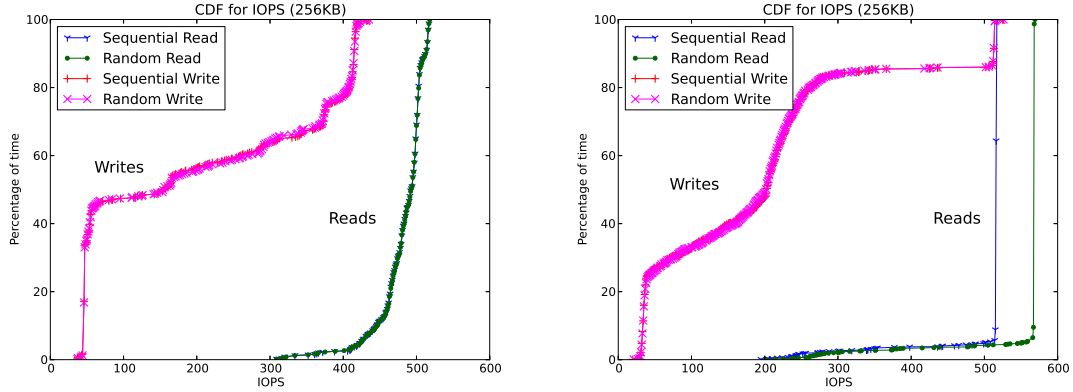 CDF for IOPS (256KB)
100
80
60
40
20
0
Percentage of time
Sequential Read
Random Read
Sequential Write
Random Write
Writes
Reads
0 100 200 300 400 500 600
IOPS
CDF for IOPS (256KB)
100
80
60
40
20
0
Percentage of time
Sequential Read
Random Read
Sequential Write
Random Write
Writes
Reads
0 100 200 300 400 500 600
IOPS